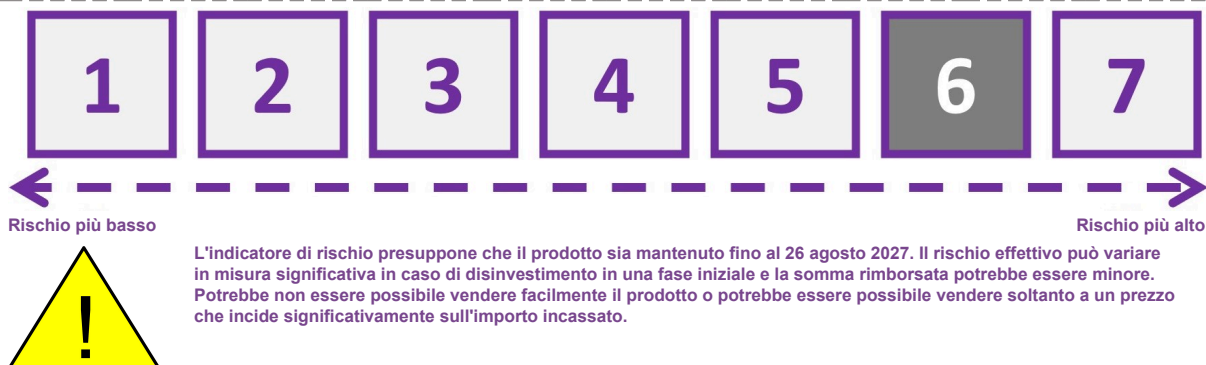 1 2 3 4 5 6 7
Rischio più basso Rischio più alto
L'indicatore di rischio presuppone che il prodotto sia mantenuto fino al 26 agosto 2027. Il rischio effettivo può variare
in misura significativa in caso di disinvestimento in una fase iniziale e la somma rimborsata potrebbe essere minore.
Potrebbe non essere possibile vendere facilmente il prodotto o potrebbe essere possibile vendere soltanto a un prezzo
che incide significativamente sull'importo incassato.
!